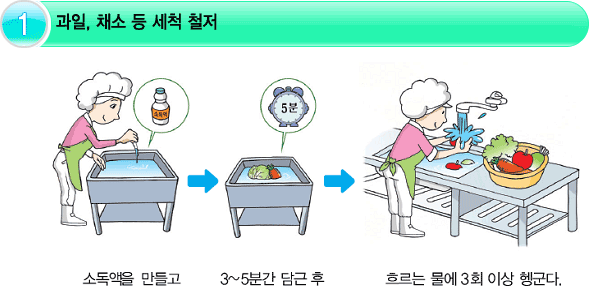 1 과일, 채소 등 세척 철저
소독액
5분
소독액을 만들고
3~5분간 담근 후
흐르는 물에 3회 이상 헹군다.